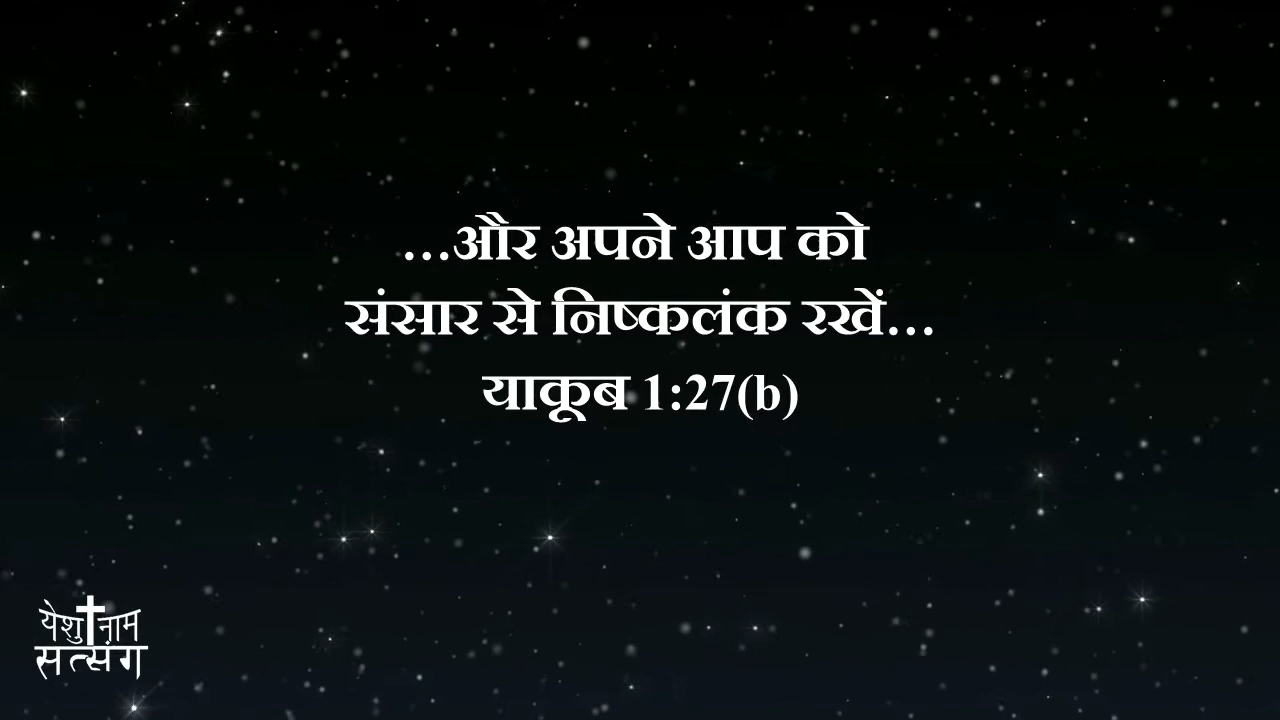 ...और अपने आप को
संसार से निष्कलंक रखें...
याकूब 1:27(b)
येशु नाम
सत्संग